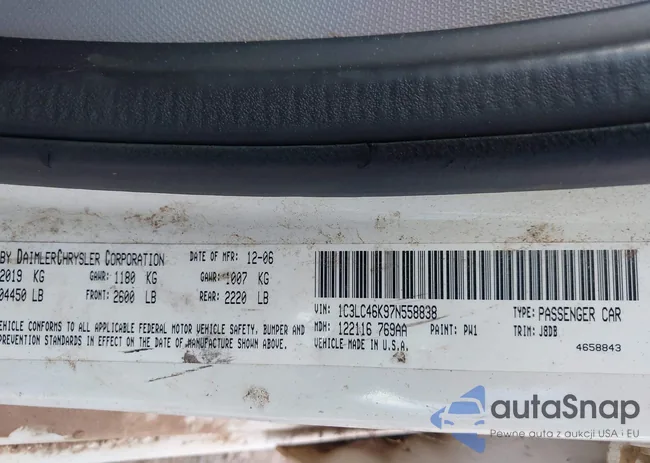 BY DAIMLERCHRYSLER CORPORATION DATE OF MFR: 12-06
2019 KG GAWR: 1180 KG GAWR: 1007 KG
04450 LB FRONT: 2600 LB REAR: 2220 LB
VEHICLE CONFORMS TO ALL APPLICABLE FEDERAL MOTOR VEHICLE SAFETY, BUMPER AND
PREVENTION STANDARDS IN EFFECT ON THE DATE OF MANUFACTURE SHOWN ABOVE.
VIN: 1C3LC46K97N558838 TYPE: PASSENGER CAR
MDH: 122116 769AA PAINT: PW1 TRIM: J8DB
VEHICLE MADE IN U.S.A. 4658843
autaSnap
Pewne auta z aukcji USA i EU